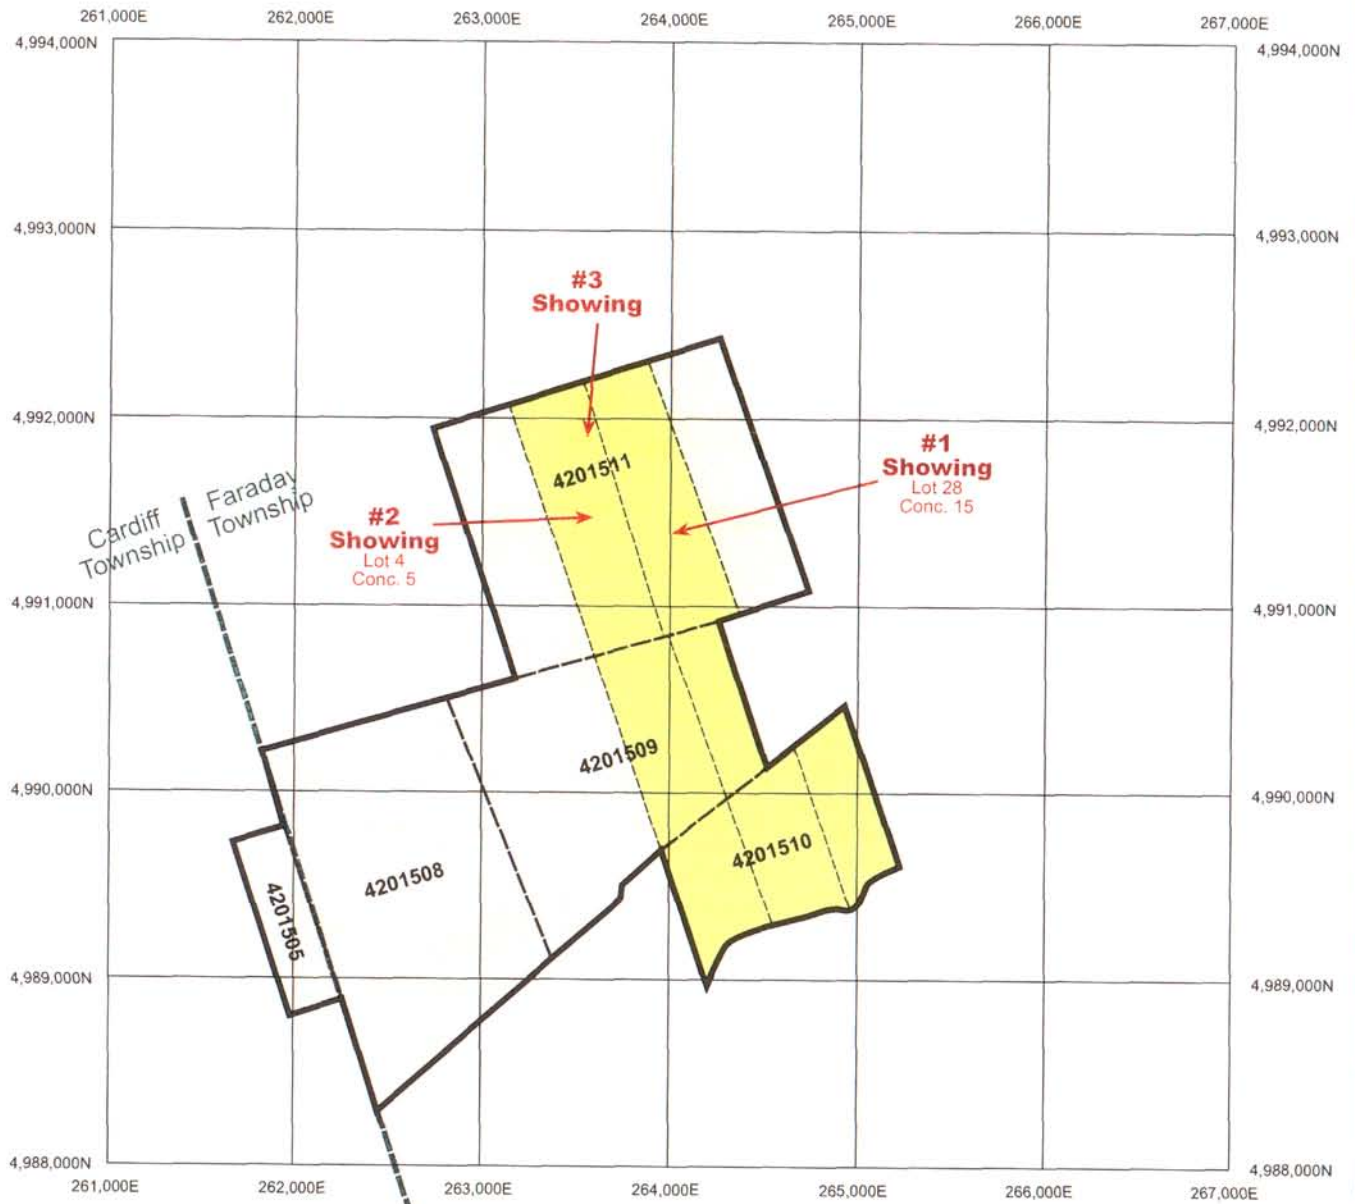 261,000E
262,000E
263,000E
264,000E
265,000E
266,000E
267,000E
4,994,000N
4,994,000N
4,993,000N
4,993,000N
#3
Showing
4,992,000N
4,992,000N
#1
Showing
Lot 28
Conc. 15
4201511
Faraday
Township
Cardiff
Township
#2
Showing
Lot 4
Conc. 5
4,991,000N
4,991,000N
4201509
4,990,000N
4,990,000N
4201510
4201508
4201505
4,989,000N
4,989,000N
4,988,000N
4,988,000N
261,000E
262,000E
263,000E
264,000E
265,000E
266,000E
267,000E